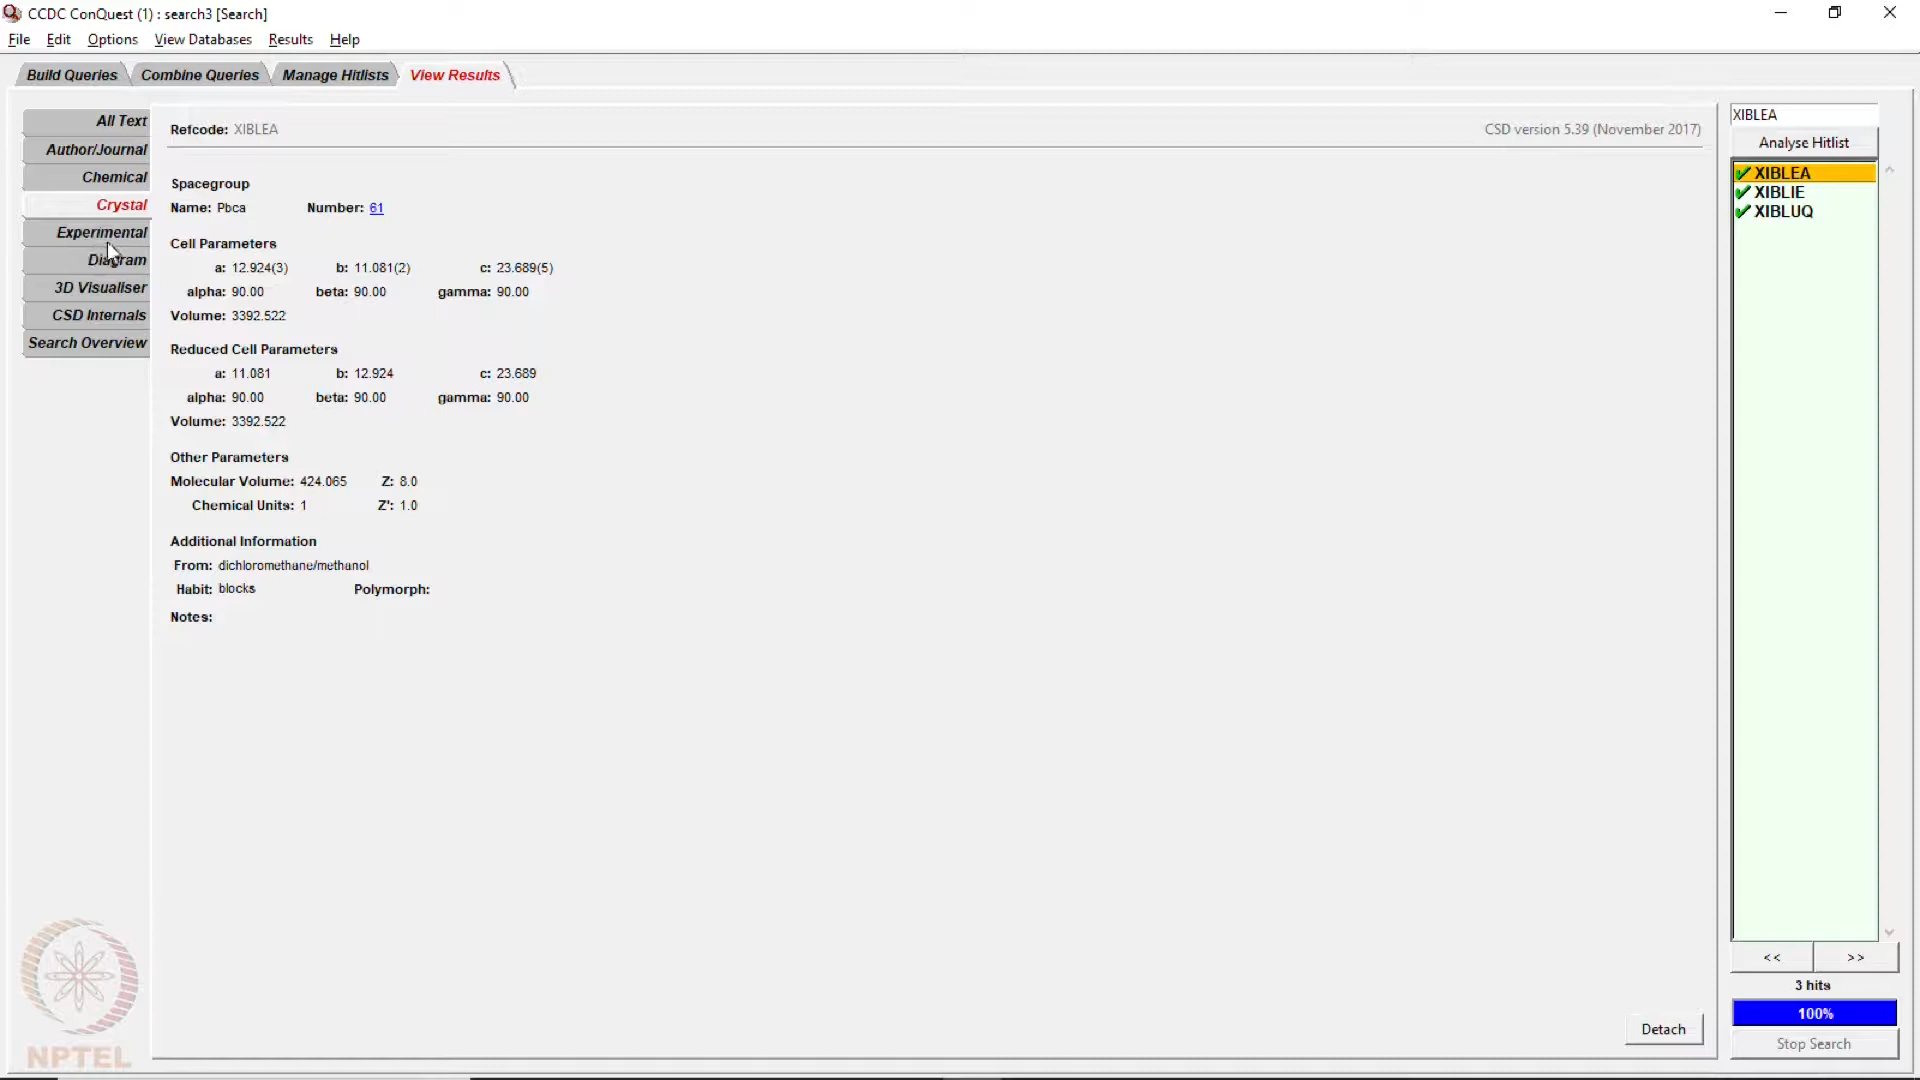 CCDC ConQuest (1) : search3 [Search]
File Edit Options View Databases Results Help
Build Queries Combine Queries Manage Hitlists View Results
All Text
Author/Journal
Chemical
Crystal
Experimental
Diagram
3D Visualiser
CSD Internals
Search Overview
Refcode: XIBLEA CSD version 5.39 (November 2017)
Spacegroup
Name: Pbca Number: 61
Cell Parameters
a: 12.924(3) b: 11.081(2) c: 23.689(5)
alpha: 90.00 beta: 90.00 gamma: 90.00
Volume: 3392.522
Reduced Cell Parameters
a: 11.081 b: 12.924 c: 23.689
alpha: 90.00 beta: 90.00 gamma: 90.00
Volume: 3392.522
Other Parameters
Molecular Volume: 424.065 Z: 8.0
Chemical Units: 1 Z': 1.0
Additional Information
From: dichloromethane/methanol
Habit: blocks Polymorph:
Notes:
Detach
XIBLEA
Analyse Hitlist
XIBLEA
XIBLIE
XIBLUQ
<< >>
3 hits
100%
Stop Search
NPTEL